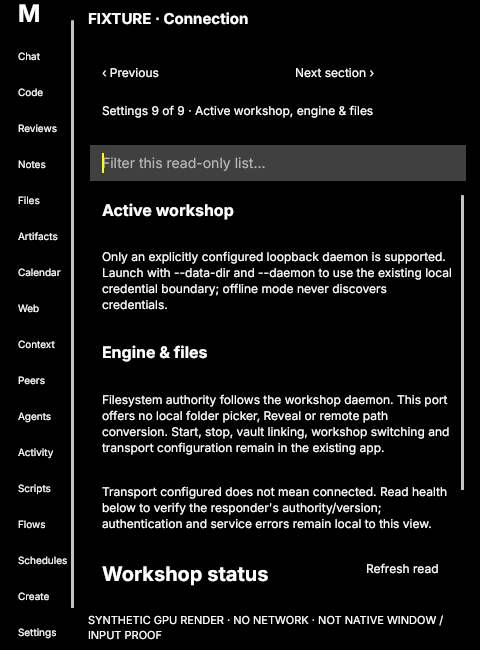 M
Chat
Code
Reviews
Notes
Files
Artifacts
Calendar
Web
Context
Peers
Agents
Activity
Scripts
Flows
Schedules
Create
Settings
FIXTURE · Connection
‹ Previous
Next section ›
Settings 9 of 9 · Active workshop, engine & files
Filter this read-only list...
Active workshop
Only an explicitly configured loopback daemon is supported.
Launch with --data-dir and --daemon to use the existing local
credential boundary; offline mode never discovers
credentials.
Engine & files
Filesystem authority follows the workshop daemon. This port
offers no local folder picker, Reveal or remote path
conversion. Start, stop, vault linking, workshop switching and
transport configuration remain in the existing app.
Transport configured does not mean connected. Read health
below to verify the responder's authority/version;
authentication and service errors remain local to this view.
Workshop status
Refresh read
SYNTHETIC GPU RENDER · NO NETWORK · NOT NATIVE WINDOW /
INPUT PROOF